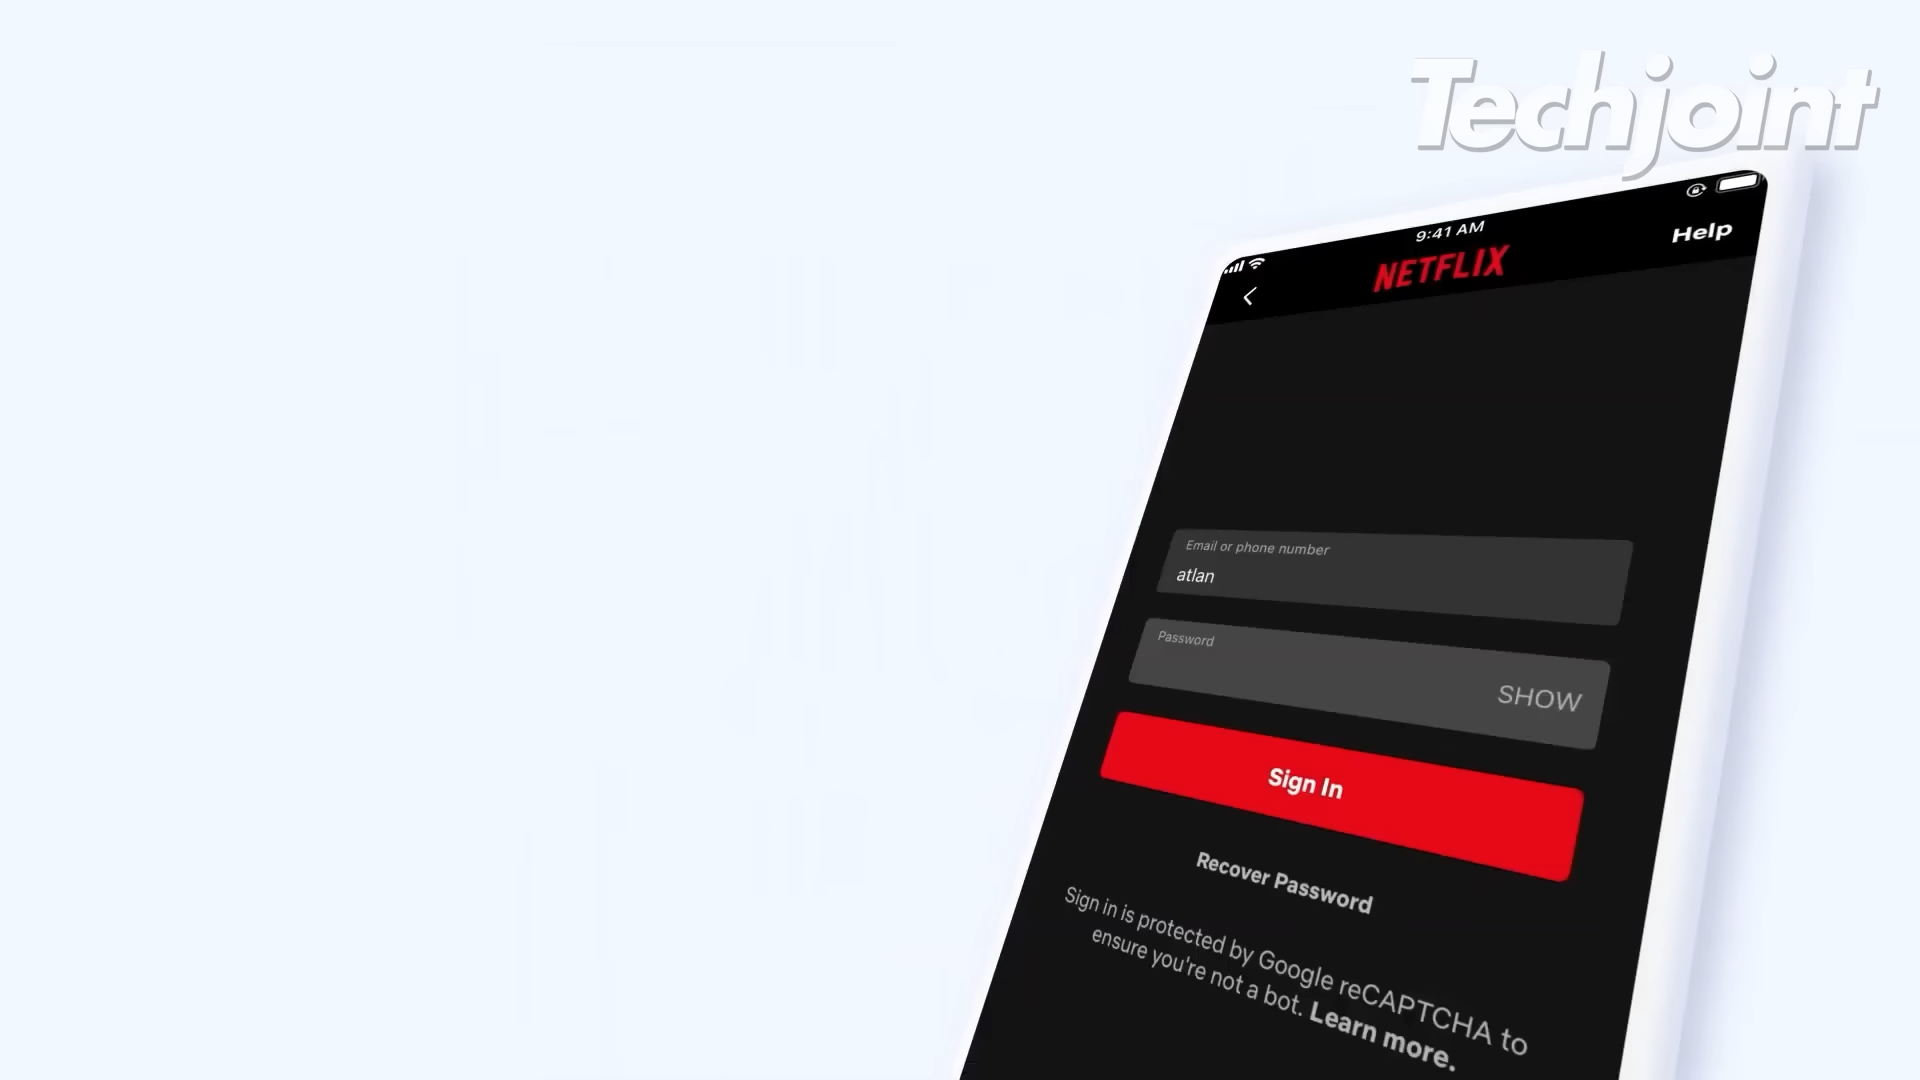 Techjoint
9:41 AM
NETFLIX
Help
Email or phone number
atlan
Password
SHOW
Sign In
Recover Password
Sign in is protected by Google reCAPTCHA to
ensure you're not a bot. Learn more.